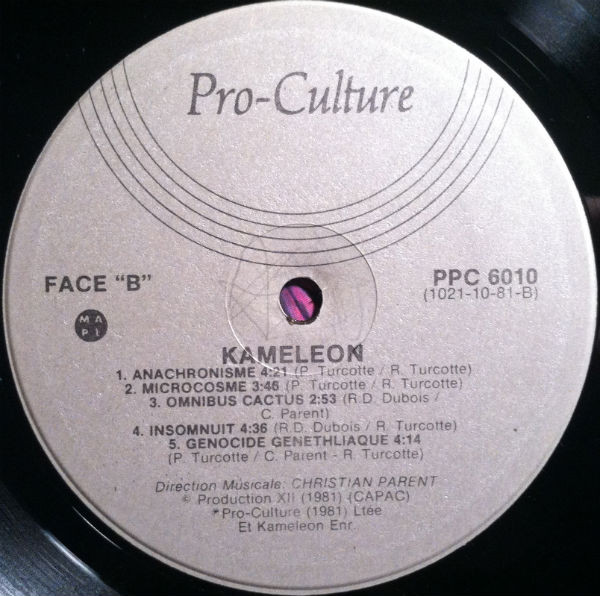 Pro-Culture
FACE "B"
PPC 6010
(1021-10-81-B)
MA
PI
KAMELEON
1. ANACHRONISME 4:21 (P. Turcotte / R. Turcotte)
2. MICROCOSME 3:46 (P. Turcotte / R. Turcotte)
3. OMNIBUS CACTUS 2:53 (R.D. Dubois /
C. Parent)
4. INSOMNUIT 4:36 (R.D. Dubois / R. Turcotte)
5. GENOCIDE GENETHLIAQUE 4:14
(P. Turcotte / C. Parent - R. Turcotte)
Direction Musicale: CHRISTIAN PARENT
© Production XII (1981) (CAPAC)
*Pro-Culture (1981) Ltée
Et Kameleon Enr.